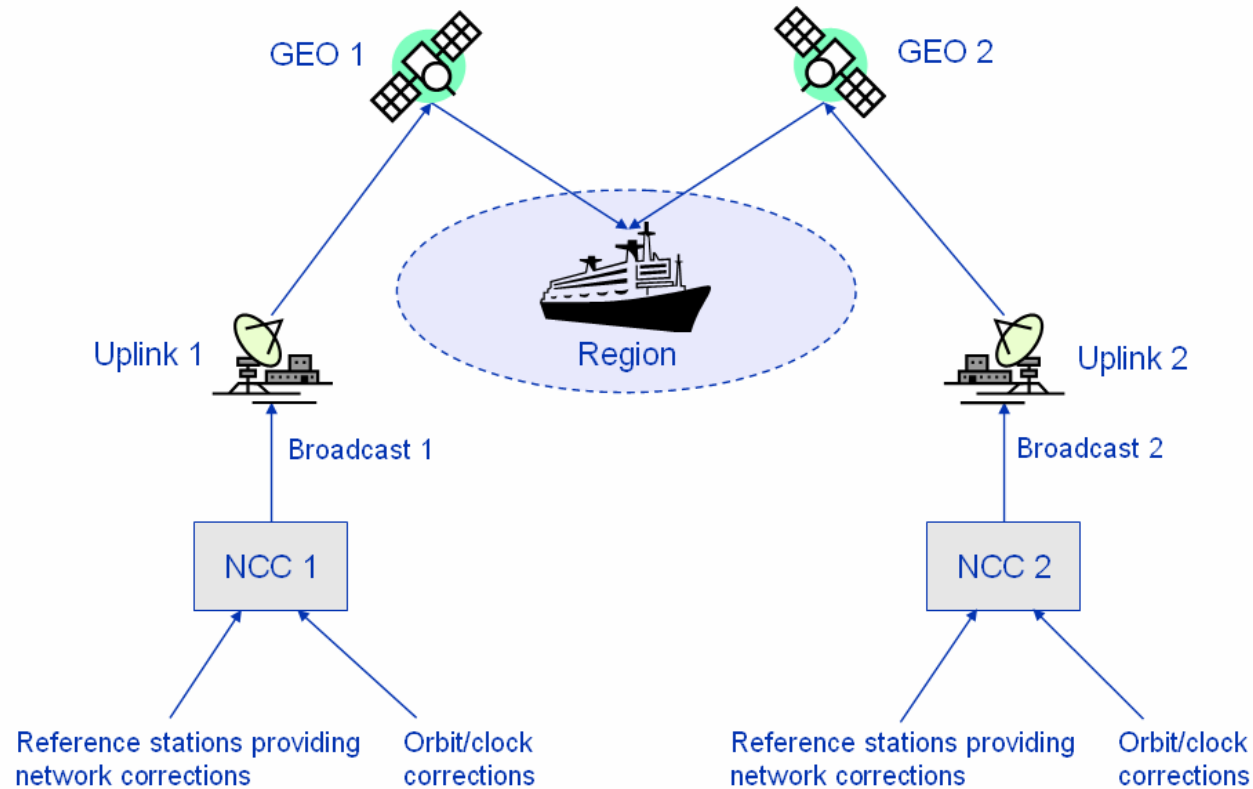 GEO 1
GEO 2
Region
Uplink 1
Uplink 2
Broadcast 1
Broadcast 2
NCC 1
NCC 2
Reference stations providing
network corrections
Orbit/clock
corrections
Reference stations providing
network corrections
Orbit/clock
corrections